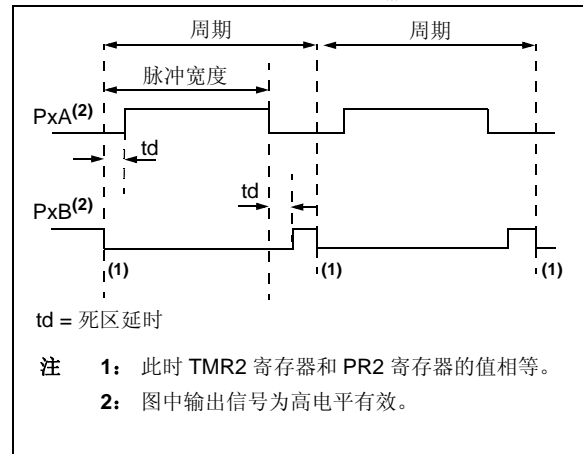 周期 周期
脉冲宽度
PxA(2)
td
td
PxB(2)
(1) (1) (1)
td = 死区延时
注 1: 此时 TMR2 寄存器和 PR2 寄存器的值相等。
2: 图中输出信号为高电平有效。